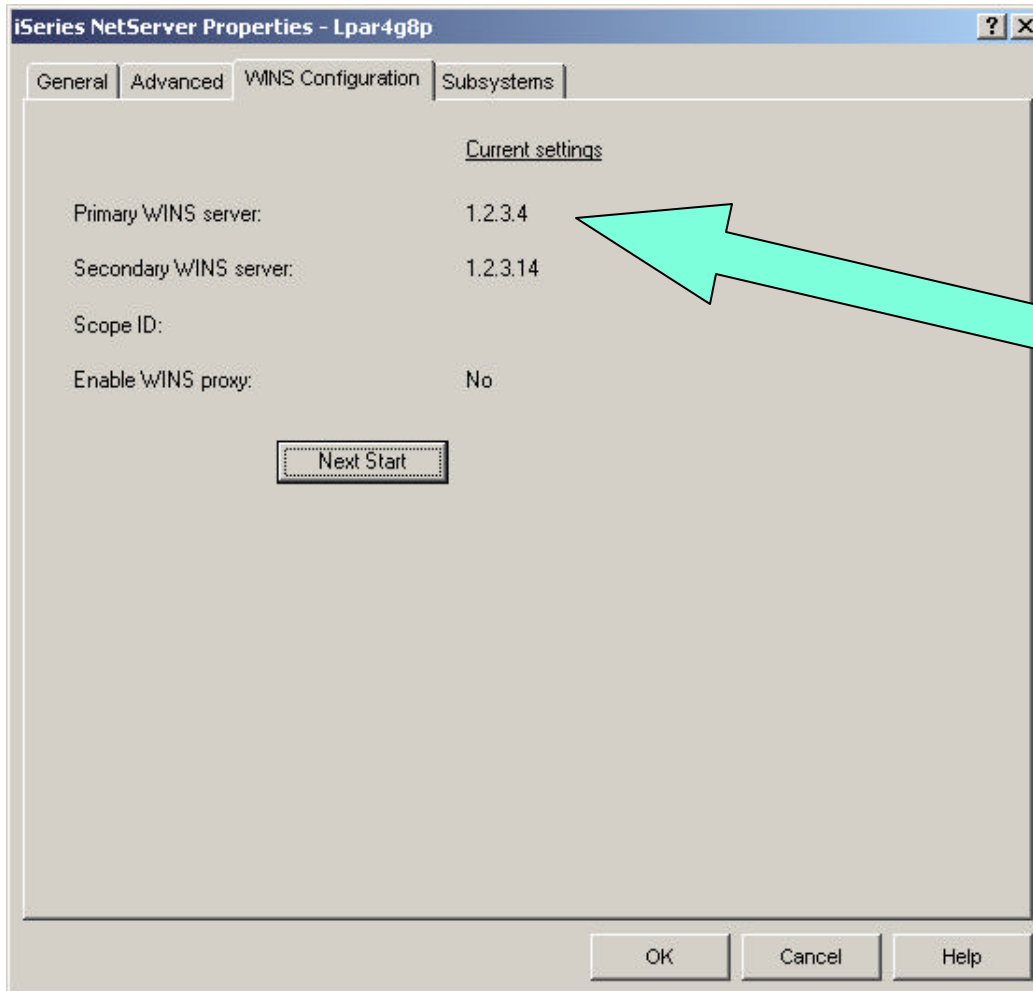 iSeries NetServer Properties - Lpar4g8p
General Advanced WINS Configuration Subsystems
Current settings
Primary WINS server: 1.2.3.4
Secondary WINS server: 1.2.3.14
Scope ID:
Enable WINS proxy: No
Next Start
OK Cancel Help